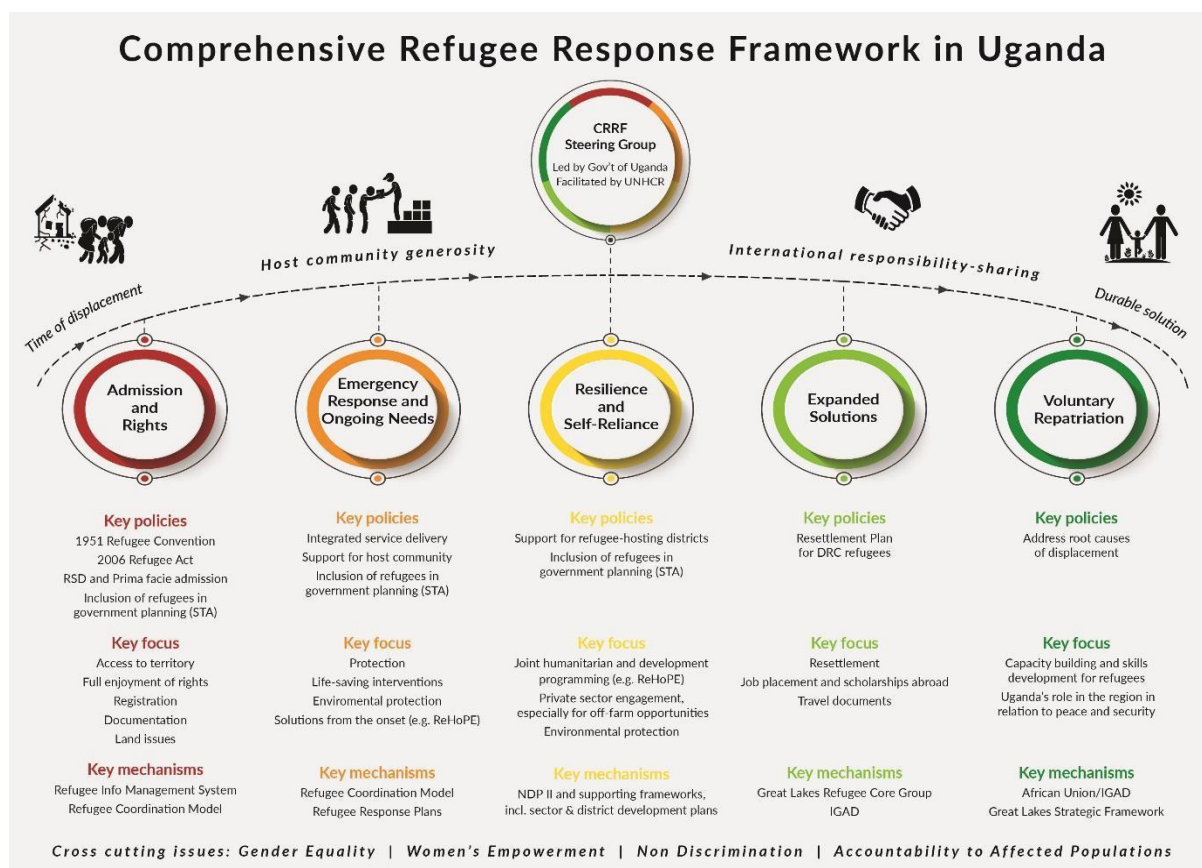 Comprehensive Refugee Response Framework in Uganda
CRRF
Steering Group
Led by Gov't of Uganda
Facilitated by UNHCR
Time of displacement
Host community generosity
International responsibility-sharing
Durable solution
Admission
and
Rights
Key policies
1951 Refugee Convention
2006 Refugee Act
RSD and Prima facie admission
Inclusion of refugees in
government planning (STA)
Key focus
Access to territory
Full enjoyment of rights
Registration
Documentation
Land issues
Key mechanisms
Refugee Info Management System
Refugee Coordination Model
Emergency
Response and
Ongoing Needs
Key policies
Integrated service delivery
Support for host community
Inclusion of refugees in
government planning (STA)
Key focus
Protection
Life-saving interventions
Enviromental protection
Solutions from the onset (e.g. ReHoPE)
Key mechanisms
Refugee Coordination Model
Refugee Response Plans
Resilience
and
Self-Reliance
Key policies
Support for refugee-hosting districts
Inclusion of refugees in
government planning (STA)
Key focus
Joint humanitarian and development
programming (e.g. ReHoPE)
Private sector engagement,
especially for off-farm opportunities
Environmental protection
Key mechanisms
NDP II and supporting frameworks,
incl. sector & district development plans
Expanded
Solutions
Key policies
Resettlement Plan
for DRC refugees
Key focus
Resettlement
Job placement and scholarships abroad
Travel documents
Key mechanisms
Great Lakes Refugee Core Group
IGAD
Voluntary
Repatriation
Key policies
Address root causes
of displacement
Key focus
Capacity building and skills
development for refugees
Uganda's role in the region in
relation to peace and security
Key mechanisms
African Union/IGAD
Great Lakes Strategic Framework
Cross cutting issues: Gender Equality | Women's Empowerment | Non Discrimination | Accountability to Affected Populations